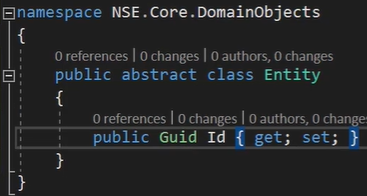 namespace NSE.Core.DomainObjects
{
0 references | 0 changes | 0 authors, 0 changes
public abstract class Entity
{
0 references | 0 changes | 0 authors, 0 changes
public Guid Id { get; set; }
}
}